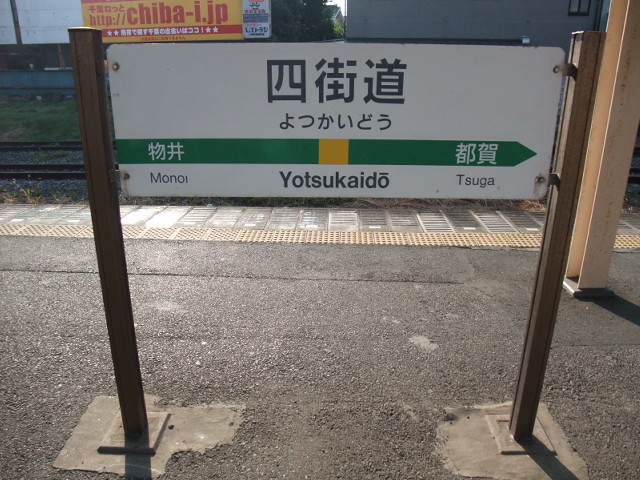 千葉ねっと
http://chiba-i.jp
四街道
よつかいどう
物井
都賀
Monoi
Yotsukaidō
Tsuga